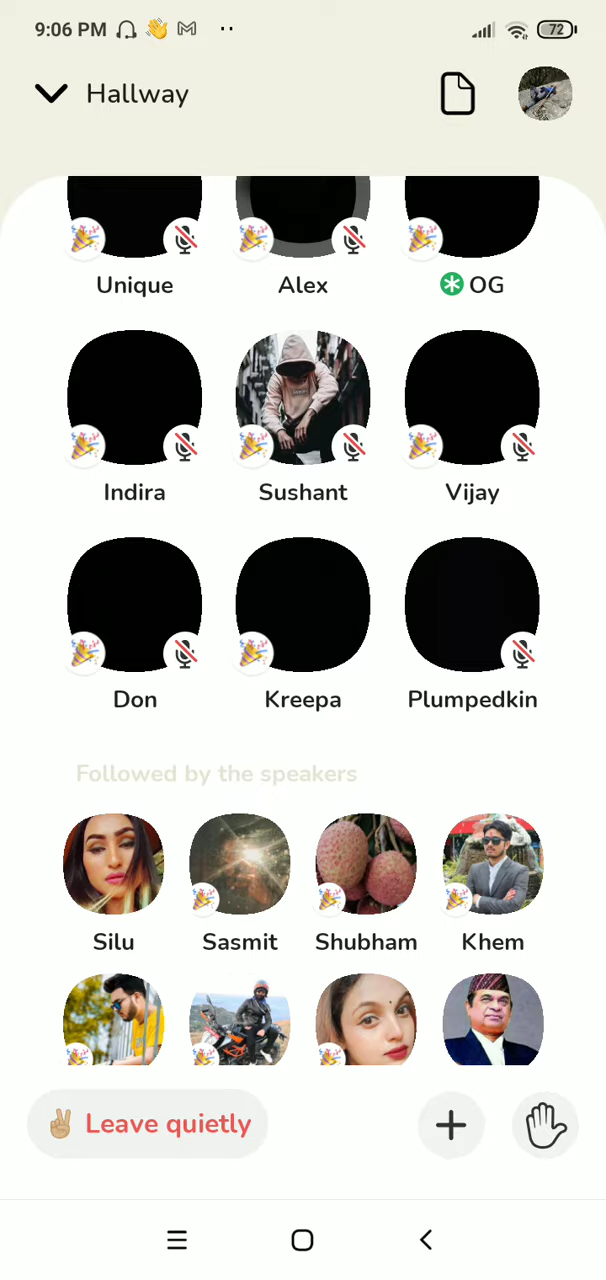 9:06 PM
72
Hallway
Unique
Alex
OG
Indira
Sushant
Vijay
Don
Kreepa
Plumpedkin
Followed by the speakers
Silu
Sasmit
Shubham
Khem
Leave quietly